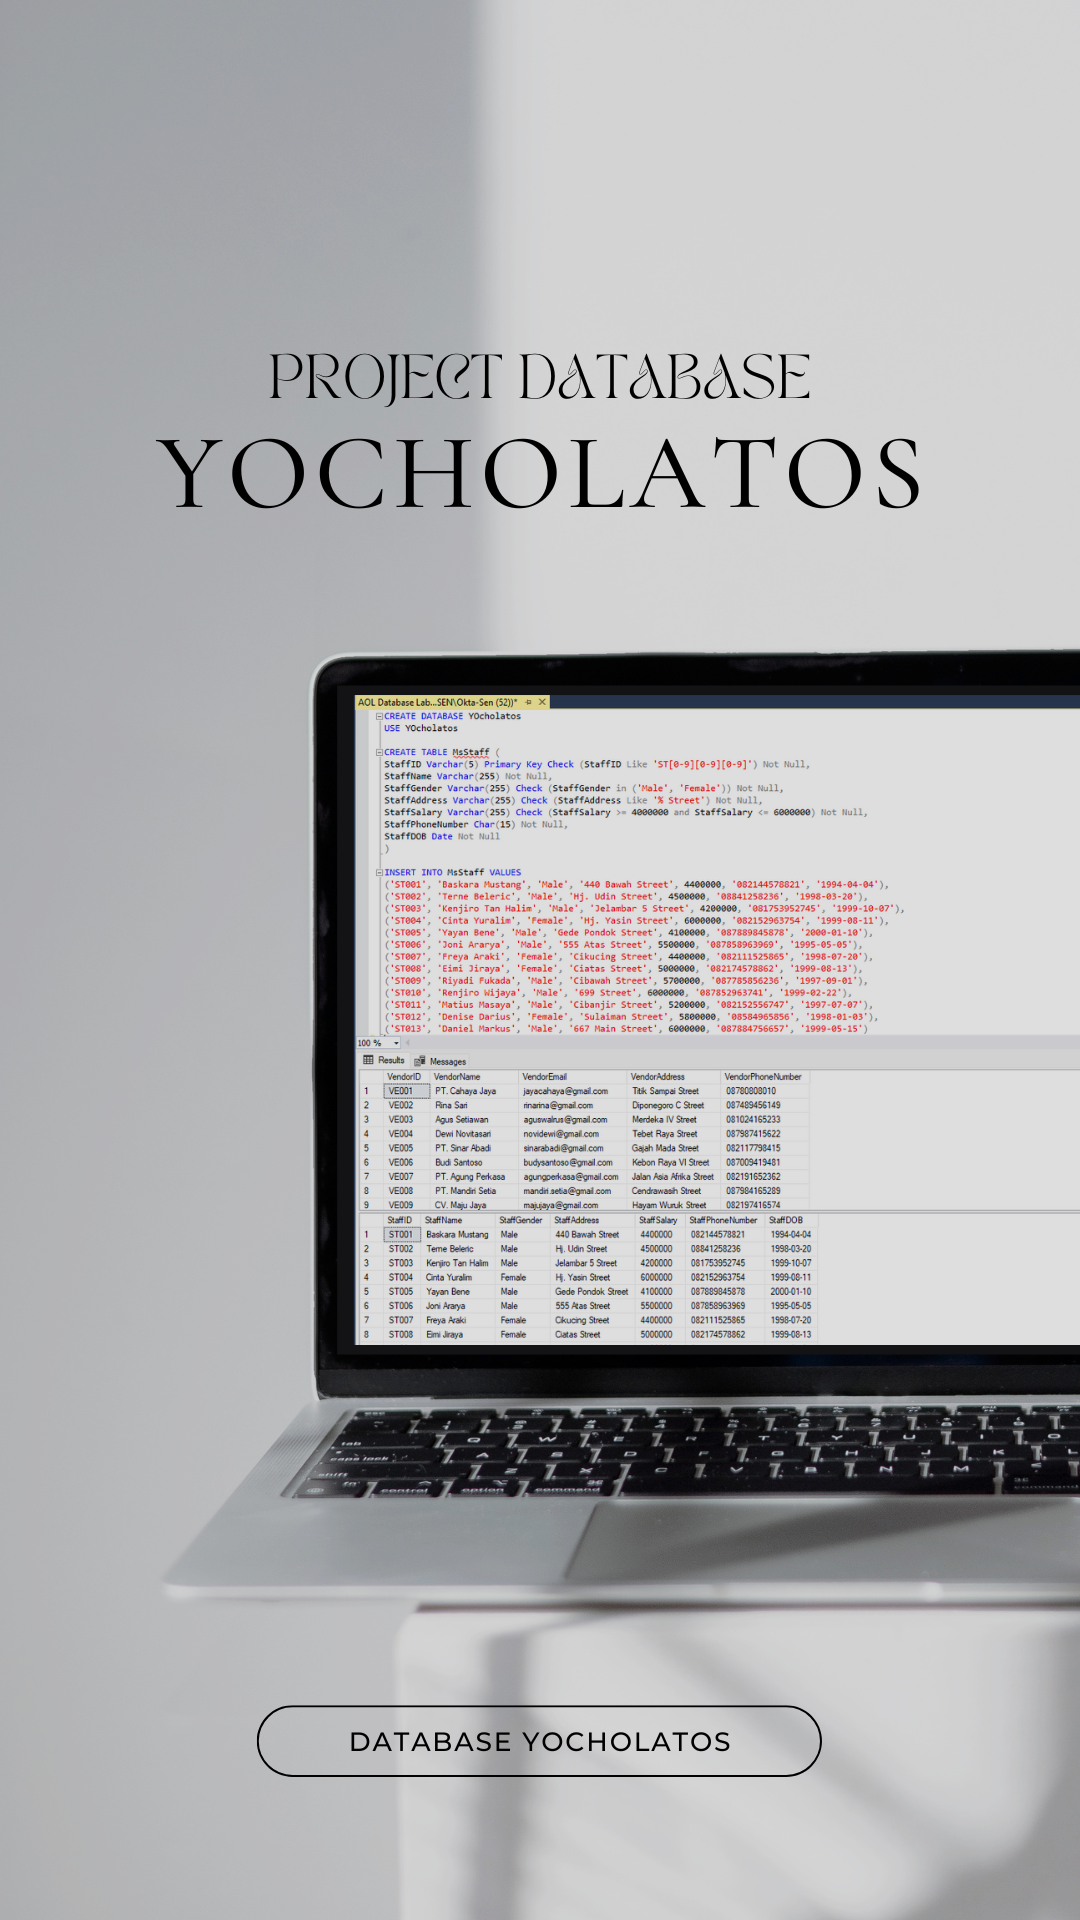 PROJECT DATABASE
YOCHOLATOS
AOL Database Lab...SEN\Okta-Sen (52))*
CREATE DATABASE YOcholatos
USE YOcholatos
CREATE TABLE MsStaff (
StaffID Varchar(5) Primary Key Check (StaffID Like 'ST[0-9][0-9][0-9]') Not Null,
StaffName Varchar(255) Not Null,
StaffGender Varchar(255) Check (StaffGender in ('Male', 'Female')) Not Null,
StaffAddress Varchar(255) Check (StaffAddress Like '% Street') Not Null,
StaffSalary Varchar(255) Check (StaffSalary >= 4000000 and StaffSalary <= 6000000) Not Null,
StaffPhoneNumber Char(15) Not Null,
StaffDOB Date Not Null
)
INSERT INTO MsStaff VALUES
('ST001', 'Baskara Mustang', 'Male', '440 Bawah Street', 4400000, '082144578821', '1994-04-04'),
('ST002', 'Terne Beleric', 'Male', 'Hj. Udin Street', 4500000, '08841258236', '1998-03-20'),
('ST003', 'Kenjiro Tan Halim', 'Male', 'Jelambar 5 Street', 4200000, '081753952745', '1999-10-07'),
('ST004', 'Cinta Yuralim', 'Female', 'Hj. Yasin Street', 6000000, '082152963754', '1999-08-11'),
('ST005', 'Yayan Bene', 'Male', 'Gede Pondok Street', 4100000, '087889845878', '2000-01-10'),
('ST006', 'Joni Ararya', 'Male', '555 Atas Street', 5500000, '087858963969', '1995-05-05'),
('ST007', 'Freya Araki', 'Female', 'Cikucing Street', 4400000, '082111525865', '1998-07-20'),
('ST008', 'Eimi Jiraya', 'Female', 'Ciatas Street', 5000000, '082174578862', '1999-08-13'),
('ST009', 'Riyadi Fukada', 'Male', 'Cibawah Street', 5700000, '087785856236', '1997-09-01'),
('ST010', 'Renjiro Wijaya', 'Male', '699 Street', 6000000, '087852963741', '1999-02-22'),
('ST011', 'Matius Masaya', 'Male', 'Cibanjir Street', 5200000, '082152556747', '1997-07-07'),
('ST012', 'Denise Darius', 'Female', 'Sulaiman Street', 5800000, '08584965856', '1998-01-03'),
('ST013', 'Daniel Markus', 'Male', '667 Main Street', 6000000, '087884756657', '1999-05-15')
100 %
Results Messages
VendorID VendorName VendorEmail VendorAddress VendorPhoneNumber
1 VE001 PT. Cahaya Jaya jayacahaya@gmail.com Titik Sampai Street 08780808010
2 VE002 Rina Sari rinarina@gmail.com Diponegoro C Street 087489456149
3 VE003 Agus Setiawan aguswalrus@gmail.com Merdeka IV Street 081024165233
4 VE004 Dewi Novitasari novidewi@gmail.com Tebet Raya Street 087987415622
5 VE005 PT. Sinar Abadi sinarabadi@gmail.com Gajah Mada Street 082117798415
6 VE006 Budi Santoso budysantoso@gmail.com Kebon Raya VI Street 087009419481
7 VE007 PT. Agung Perkasa agungperkasa@gmail.com Jalan Asia Afrika Street 082191652362
8 VE008 PT. Mandiri Setia mandiri.setia@gmail.com Cendrawasih Street 087984165289
9 VE009 CV. Maju Jaya majujaya@gmail.com Hayam Wuruk Street 082197416574
StaffID StaffName StaffGender StaffAddress StaffSalary StaffPhoneNumber StaffDOB
1 ST001 Baskara Mustang Male 440 Bawah Street 4400000 082144578821 1994-04-04
2 ST002 Terne Beleric Male Hj. Udin Street 4500000 08841258236 1998-03-20
3 ST003 Kenjiro Tan Halim Male Jelambar 5 Street 4200000 081753952745 1999-10-07
4 ST004 Cinta Yuralim Female Hj. Yasin Street 6000000 082152963754 1999-08-11
5 ST005 Yayan Bene Male Gede Pondok Street 4100000 087889845878 2000-01-10
6 ST006 Joni Ararya Male 555 Atas Street 5500000 087858963969 1995-05-05
7 ST007 Freya Araki Female Cikucing Street 4400000 082111525865 1998-07-20
8 ST008 Eimi Jiraya Female Ciatas Street 5000000 082174578862 1999-08-13
esc
tab Q W E R T Y U I O
caps lock A S D F G H J K L
shift Z X C V B N M
fn control option command command
DATABASE YOCHOLATOS